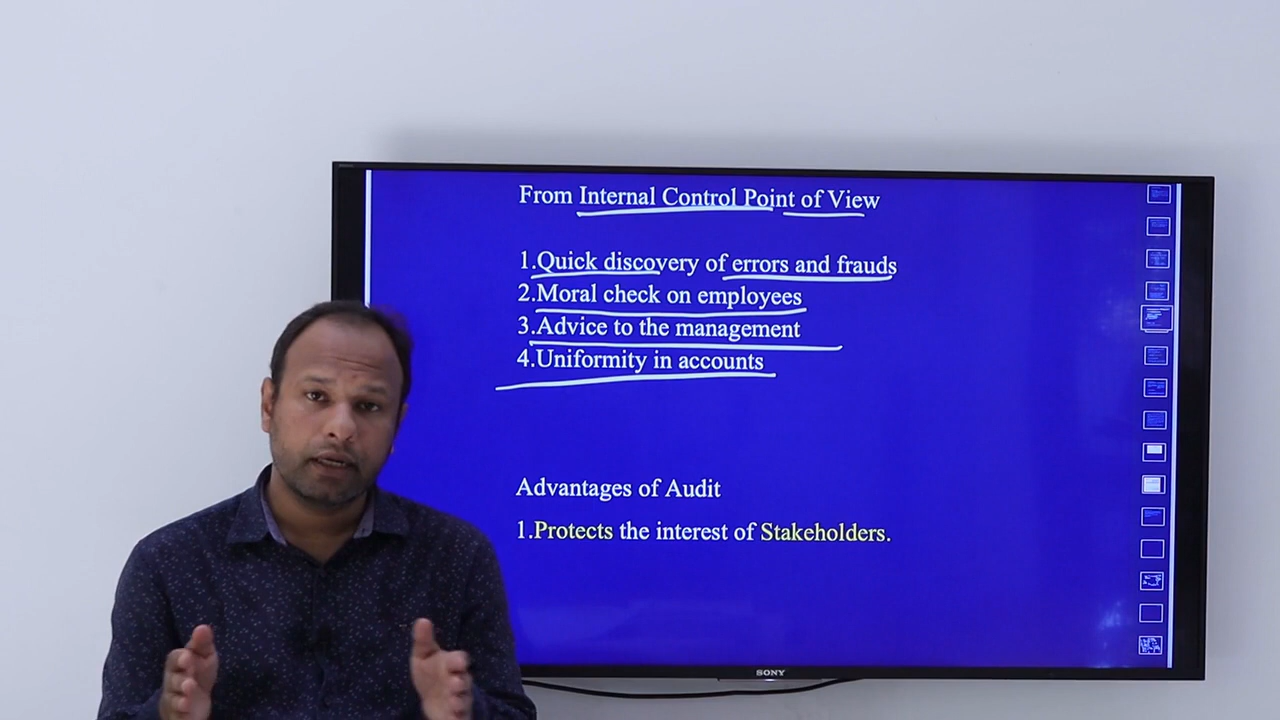 From Internal Control Point of View
1.Quick discovery of errors and frauds
2.Moral check on employees
3.Advice to the management
4.Uniformity in accounts
Advantages of Audit
1.Protects the interest of Stakeholders.
SONY